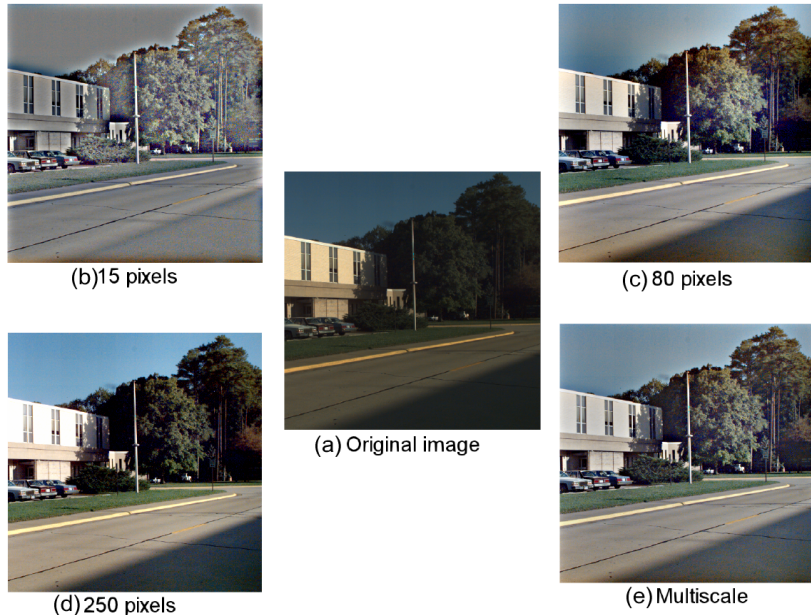 (b)15 pixels
(c) 80 pixels
(a) Original image
(d) 250 pixels
(e) Multiscale